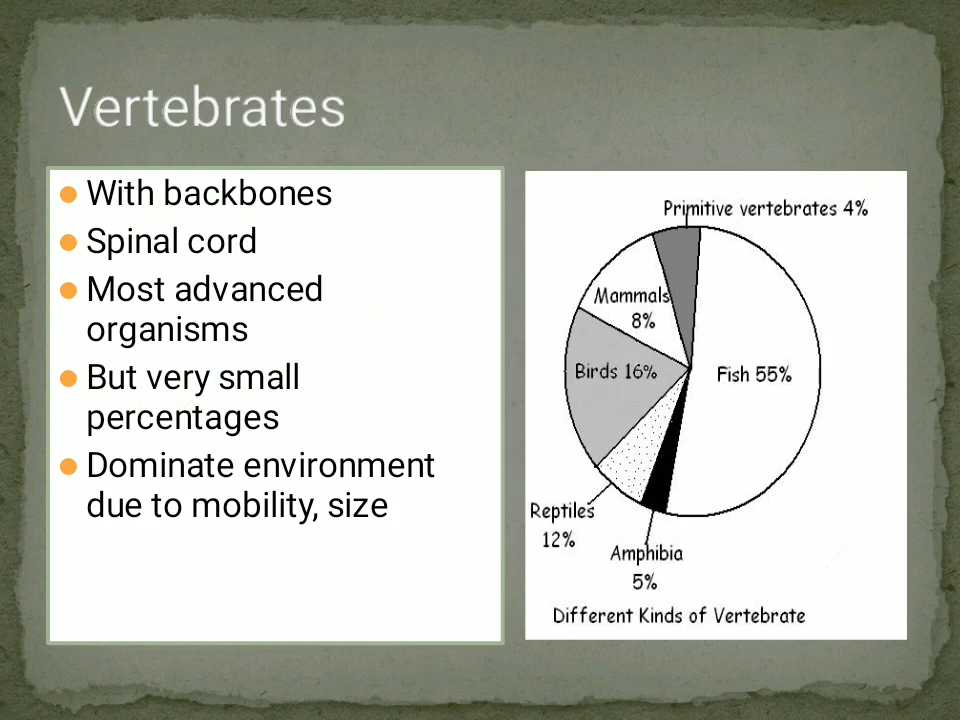 Vertebrates
With backbones
Spinal cord
Most advanced
organisms
But very small
percentages
Dominate environment
due to mobility, size
Primitive vertebrates 4%
Mammals
8%
Birds 16%
Fish 55%
Reptiles
12%
Amphibia
5%
Different Kinds of Vertebrate